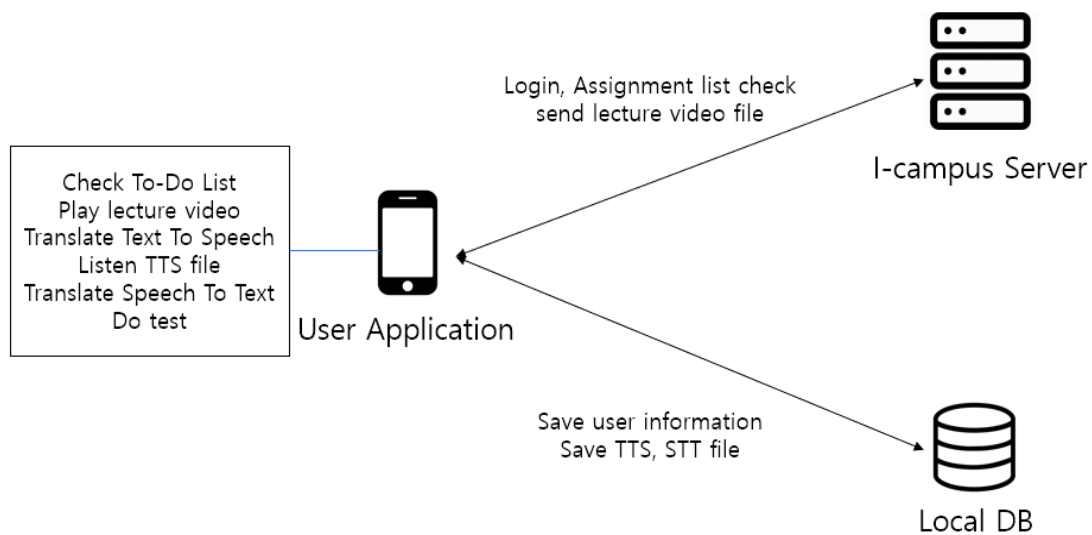 Login, Assignment list check
send lecture video file
I-campus Server
Check To-Do List
Play lecture video
Translate Text To Speech
Listen TTS file
Translate Speech To Text
Do test
User Application
Save user information
Save TTS, STT file
Local DB